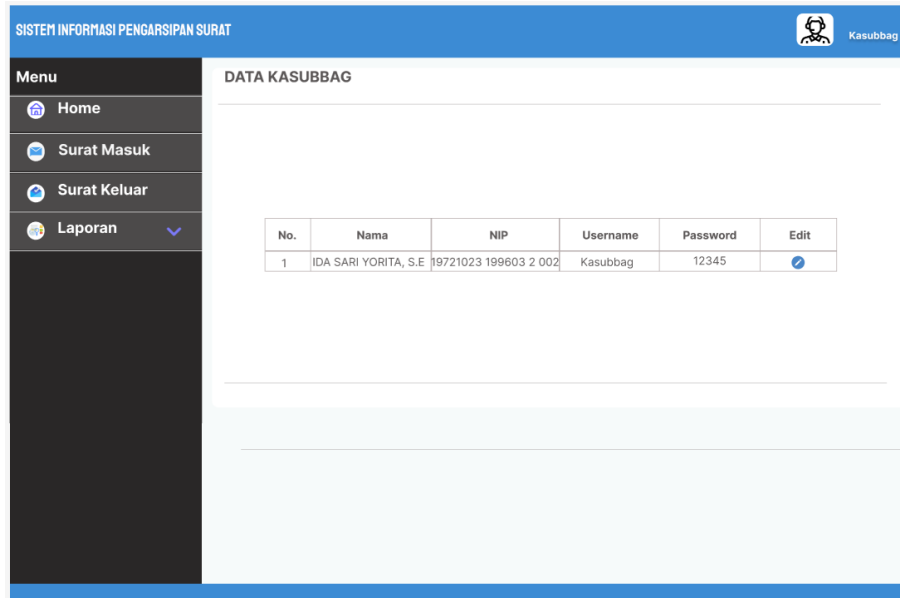 SISTEM INFORMASI PENGARSIPAN SURAT
Kasubbag
Menu
Home
Surat Masuk
Surat Keluar
Laporan
DATA KASUBBAG
No. Nama NIP Username Password Edit
1 IDA SARI YORITA, S.E 19721023 199603 2 002 Kasubbag 12345